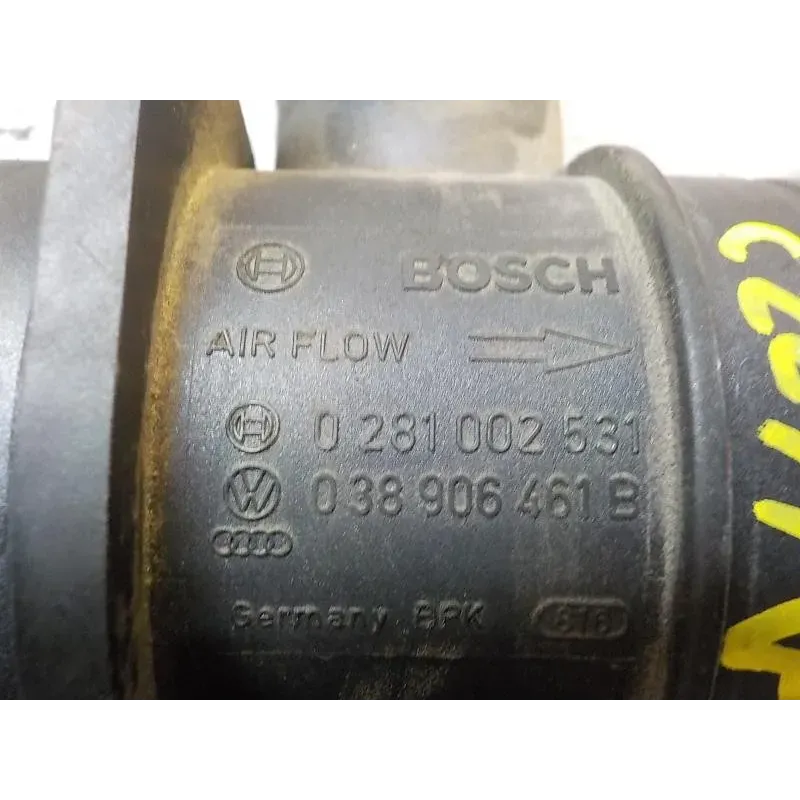 BOSCH
AIR FLOW
0 281 002 531
038 906 461 B
Germany BPK